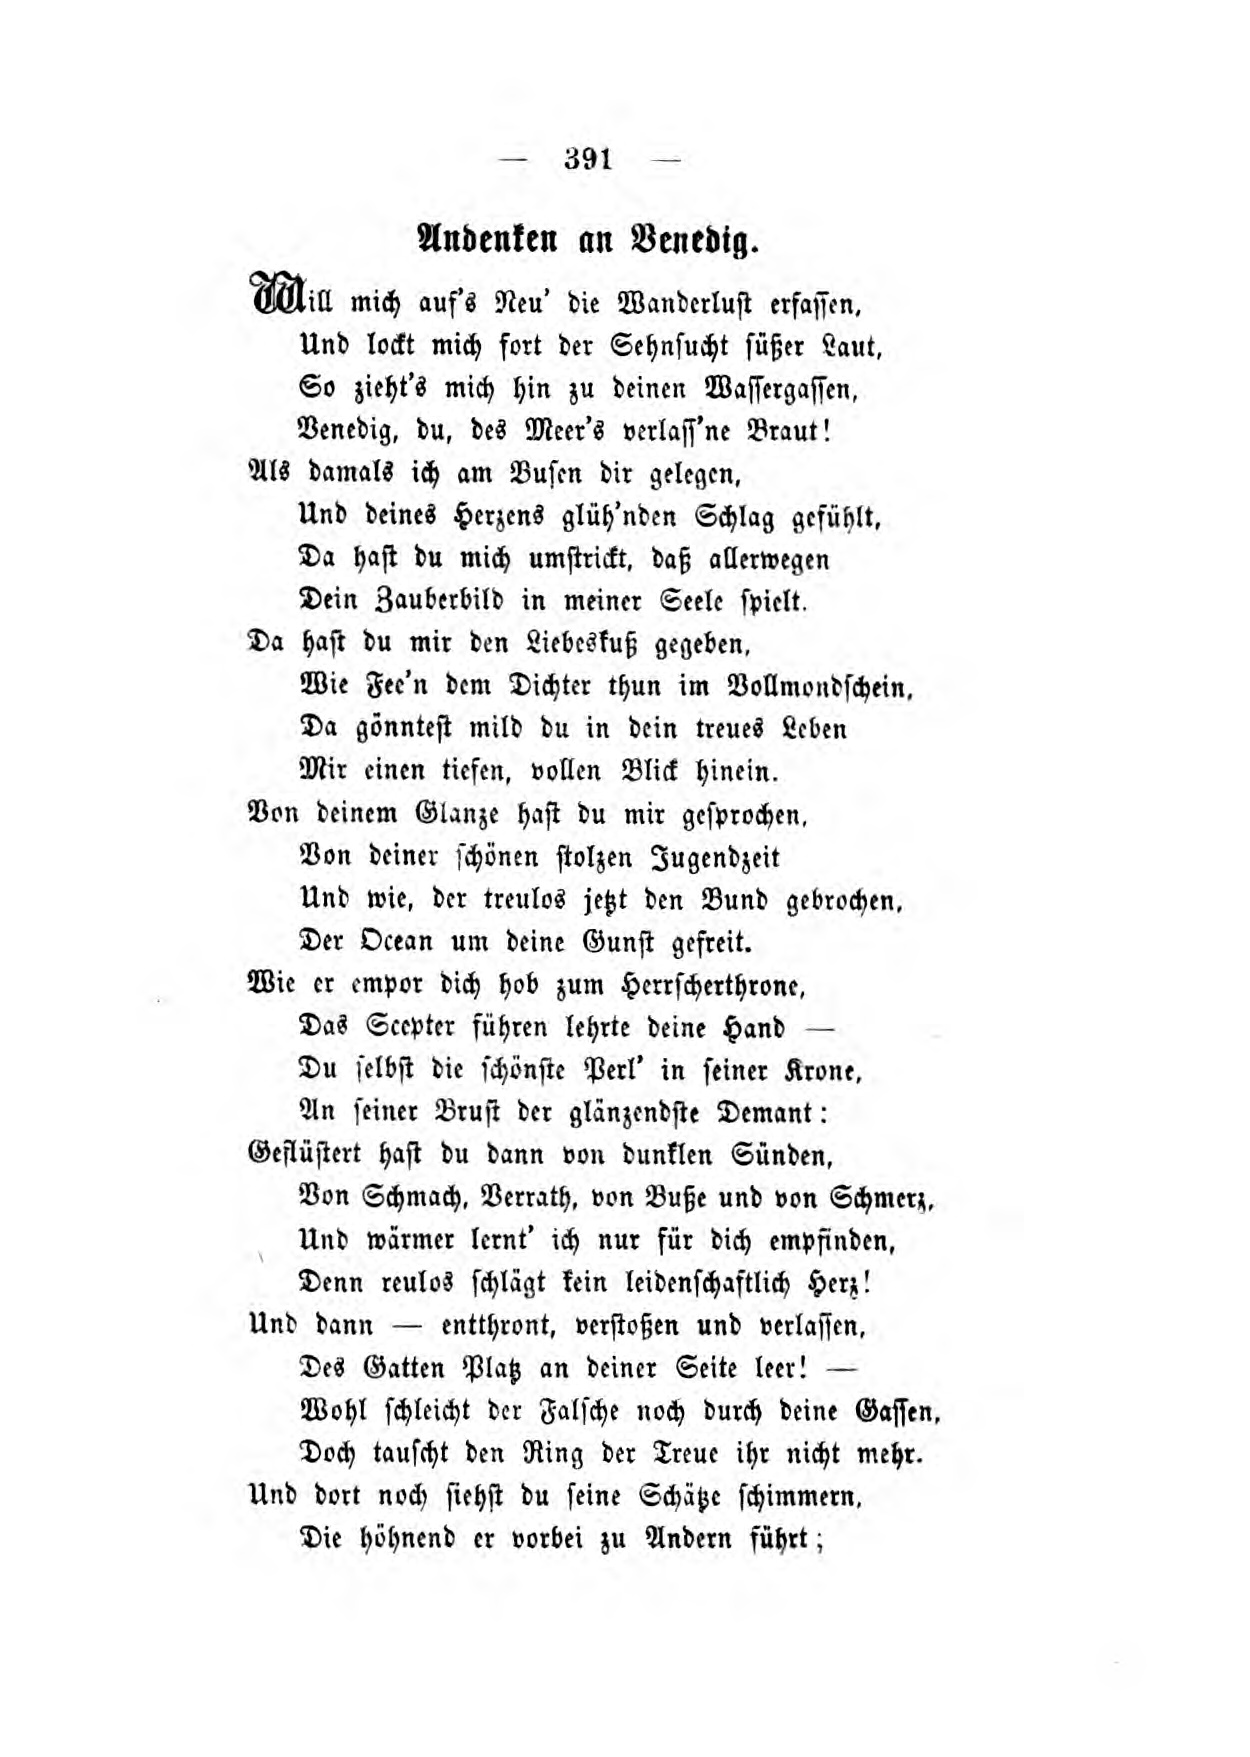 — 391 —
Andenken an Venedig.
Will mich auf's Neu' die Wanderlust erfassen,
Und lockt mich fort der Sehnsucht süßer Laut,
So zieht's mich hin zu deinen Wassergassen,
Venedig, du, des Meer's verlass'ne Braut!
Als damals ich am Busen dir gelegen,
Und deines Herzens glüh'nden Schlag gefühlt,
Da hast du mich umstrickt, daß allerwegen
Dein Zauberbild in meiner Seele spielt.
Da hast du mir den Liebeskuß gegeben,
Wie Fee'n dem Dichter thun im Vollmondschein,
Da gönntest mild du in dein treues Leben
Mir einen tiefen, vollen Blick hinein.
Von deinem Glanze hast du mir gesprochen,
Von deiner schönen stolzen Jugendzeit
Und wie, der treulos jetzt den Bund gebrochen,
Der Ocean um deine Gunst gefreit.
Wie er empor dich hob zum Herrscherthrone,
Das Scepter führen lehrte deine Hand —
Du selbst die schönste Perl' in seiner Krone,
An seiner Brust der glänzendste Demant:
Geflüstert hast du dann von dunklen Sünden,
Von Schmach, Verrath, von Buße und von Schmerz,
Und wärmer lernt' ich nur für dich empfinden,
Denn reulos schlägt kein leidenschaftlich Herz!
Und dann — entthront, verstoßen und verlassen,
Des Gatten Platz an deiner Seite leer! —
Wohl schleicht der Falsche noch durch deine Gassen,
Doch tauscht den Ring der Treue ihr nicht mehr.
Und dort noch siehst du seine Schätze schimmern,
Die höhnend er vorbei zu Andern führt;